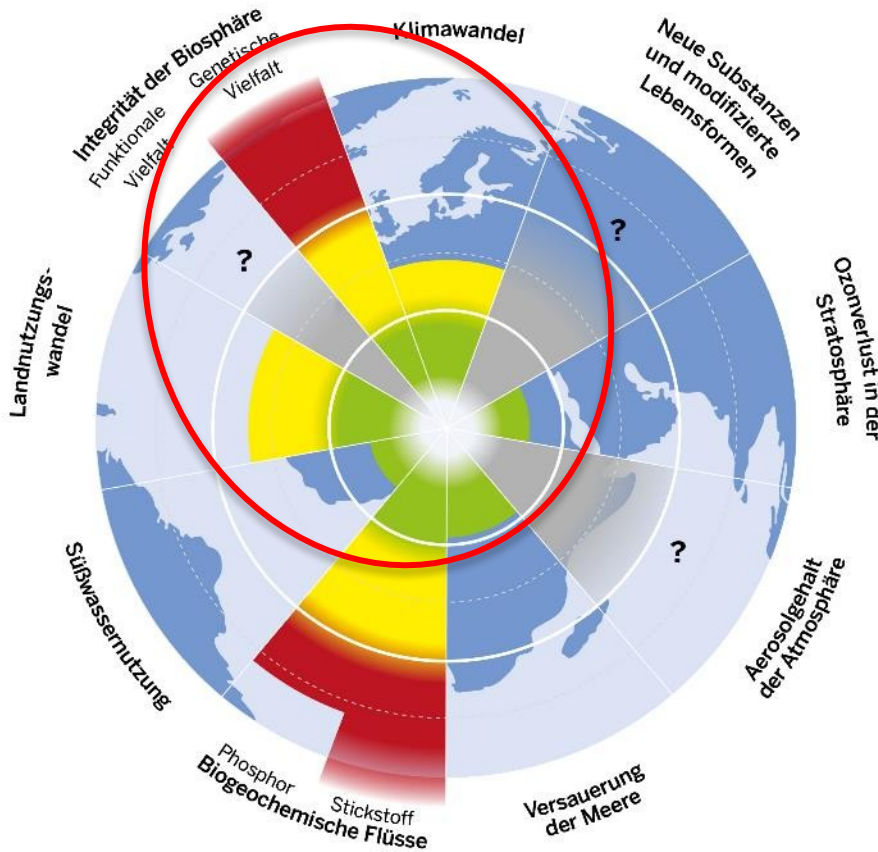 Klimawandel
Neue Substanzen
und modifizierte
Lebensformen
?
Ozonverlust in der
Stratosphäre
Aerosolgehalt
der Atmosphäre
?
Versauerung
der Meere
Phosphor
Stickstoff
Biogeochemische Flüsse
Süßwassernutzung
Landnutzungs-
wandel
Integrität der Biosphäre
Funktionale
Vielfalt
?
Genetische
Vielfalt